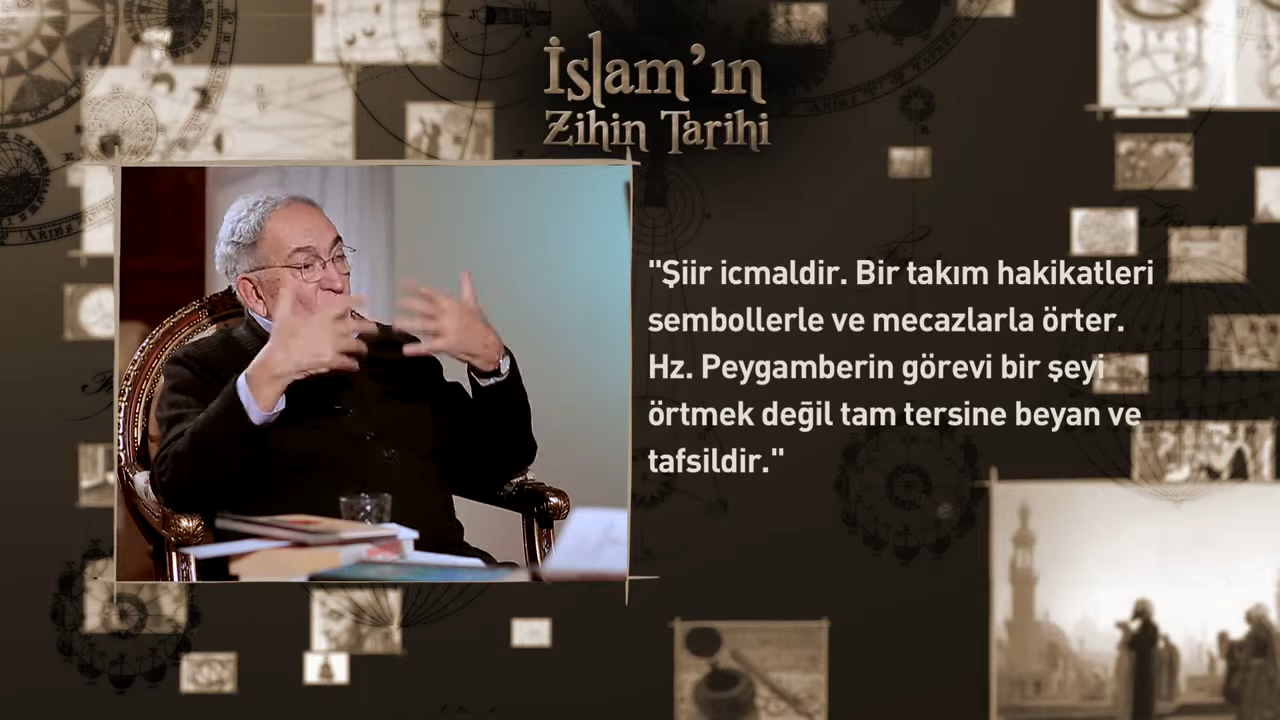 İslam'ın
Zihin Tarihi
"Şiir icmaldir. Bir takım hakikatleri
sembollerle ve mecazlarla örter.
Hz. Peygamberin görevi bir şeyi
örtmek değil tam tersine beyan ve
tafsildir."